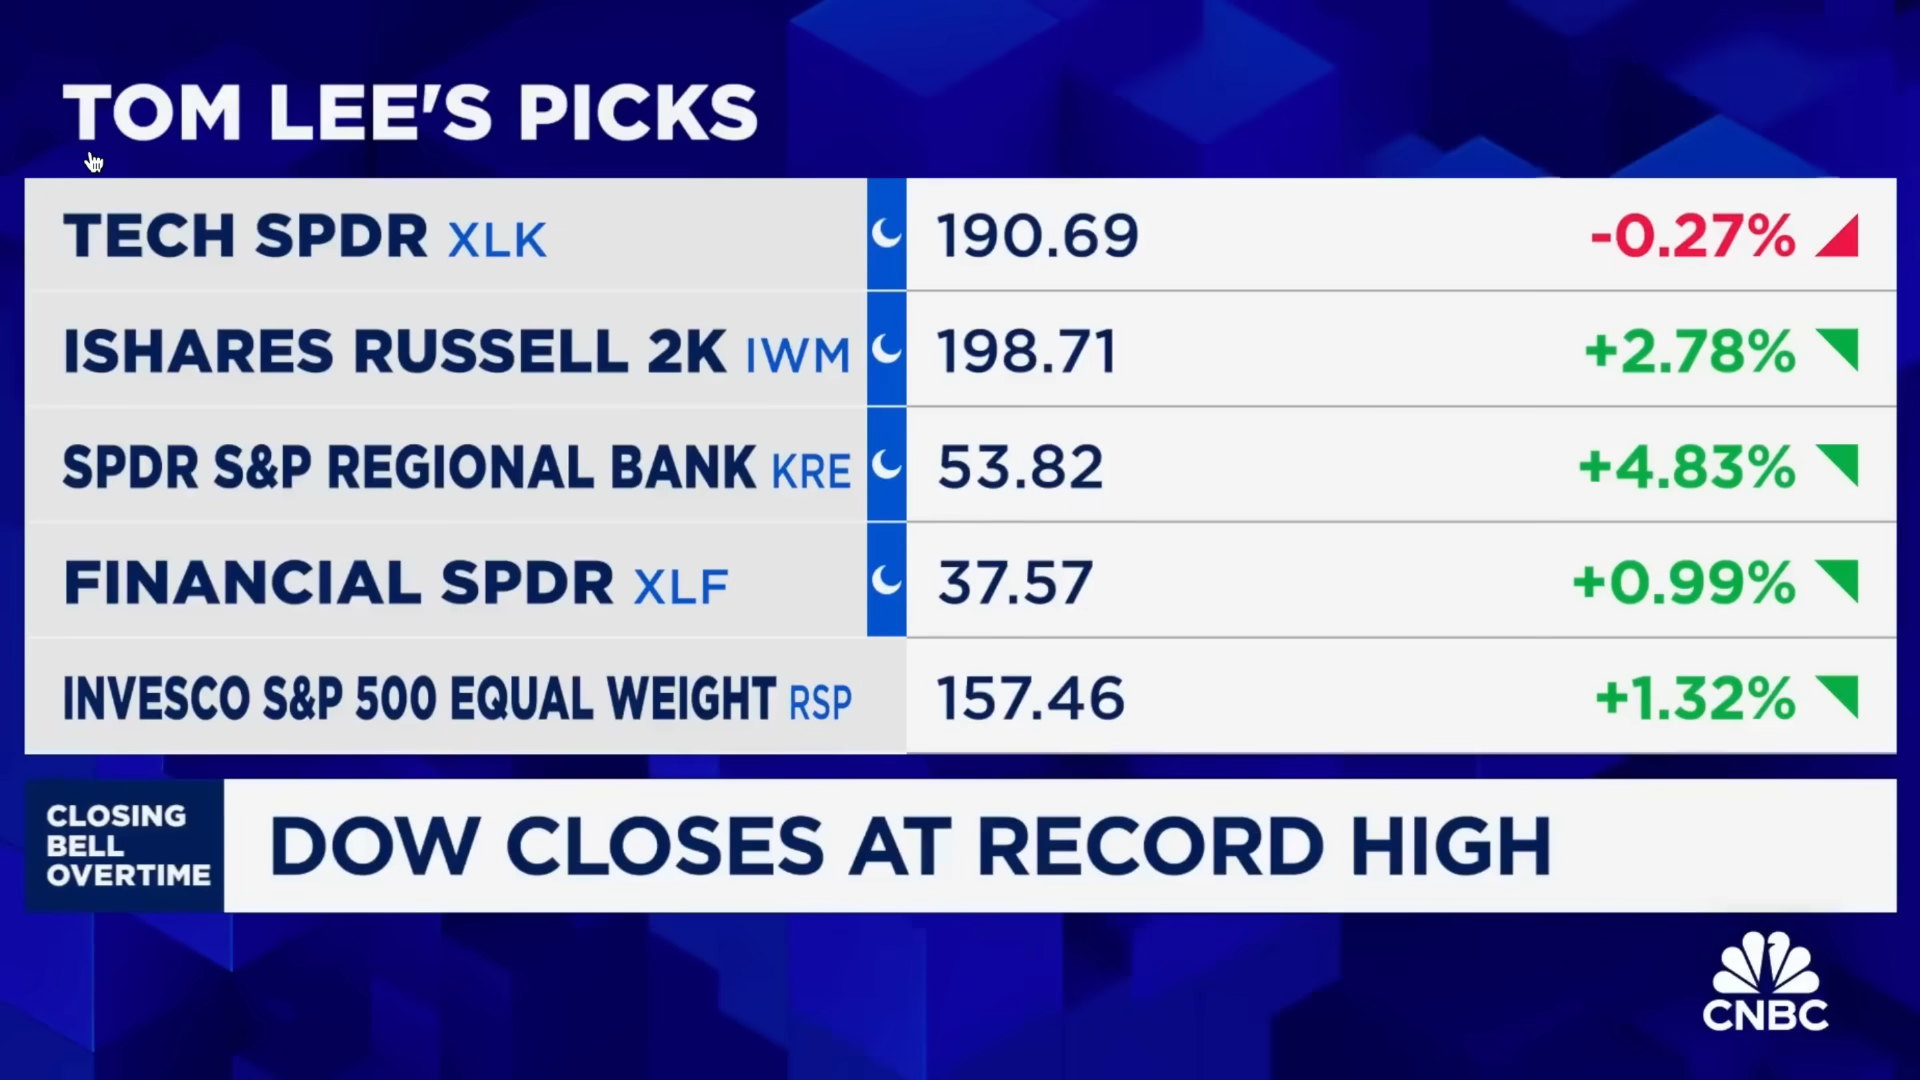 TOM LEE'S PICKS
TECH SPDR XLK 190.69 -0.27%
ISHARES RUSSELL 2K IWM 198.71 +2.78%
SPDR S&P REGIONAL BANK KRE 53.82 +4.83%
FINANCIAL SPDR XLF 37.57 +0.99%
INVESCO S&P 500 EQUAL WEIGHT RSP 157.46 +1.32%
CLOSING
BELL
OVERTIME
DOW CLOSES AT RECORD HIGH
CNBC